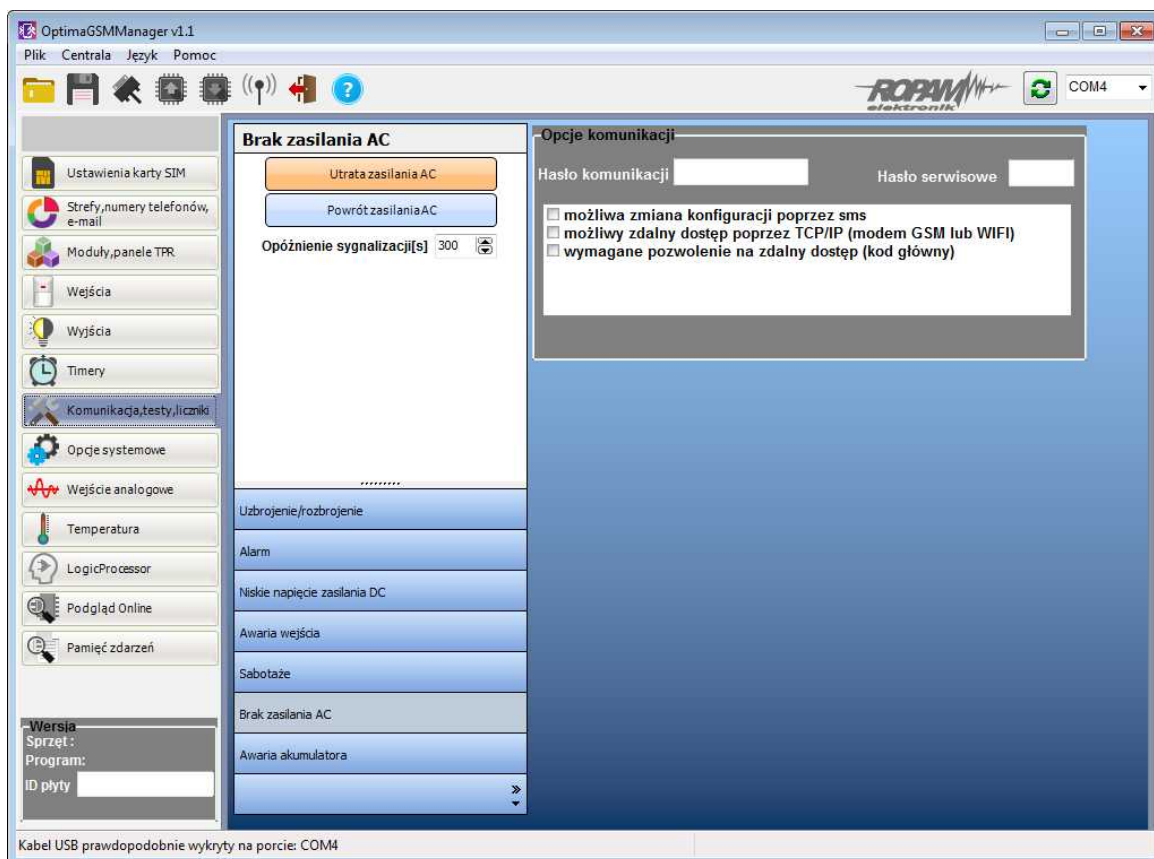 OptimaGSMManager v1.1
Plik Centrala Język Pomoc
ROPAM
elektronik
COM4
Ustawienia karty SIM
Strefy,numery telefonów,
e-mail
Moduły,panele TPR
Wejścia
Wyjścia
Timery
Komunikacja,testy,liczniki
Opcje systemowe
Wejście analogowe
Temperatura
LogicProcessor
Podgląd Online
Pamięć zdarzeń
Wersja
Sprzęt :
Program:
ID płyty
Brak zasilania AC
Utrata zasilania AC
Powrót zasilania AC
Opóźnienie sygnalizacji[s] 300
Uzbrojenie/rozbrojenie
Alarm
Niskie napięcie zasilania DC
Awaria wejścia
Sabotaże
Brak zasilania AC
Awaria akumulatora
Opcje komunikacji
Hasło komunikacji
Hasło serwisowe
możliwa zmiana konfiguracji poprzez sms
możliwy zdalny dostęp poprzez TCP/IP (modem GSM lub WIFI)
wymagane pozwolenie na zdalny dostęp (kod główny)
Kabel USB prawdopodobnie wykryty na porcie: COM4